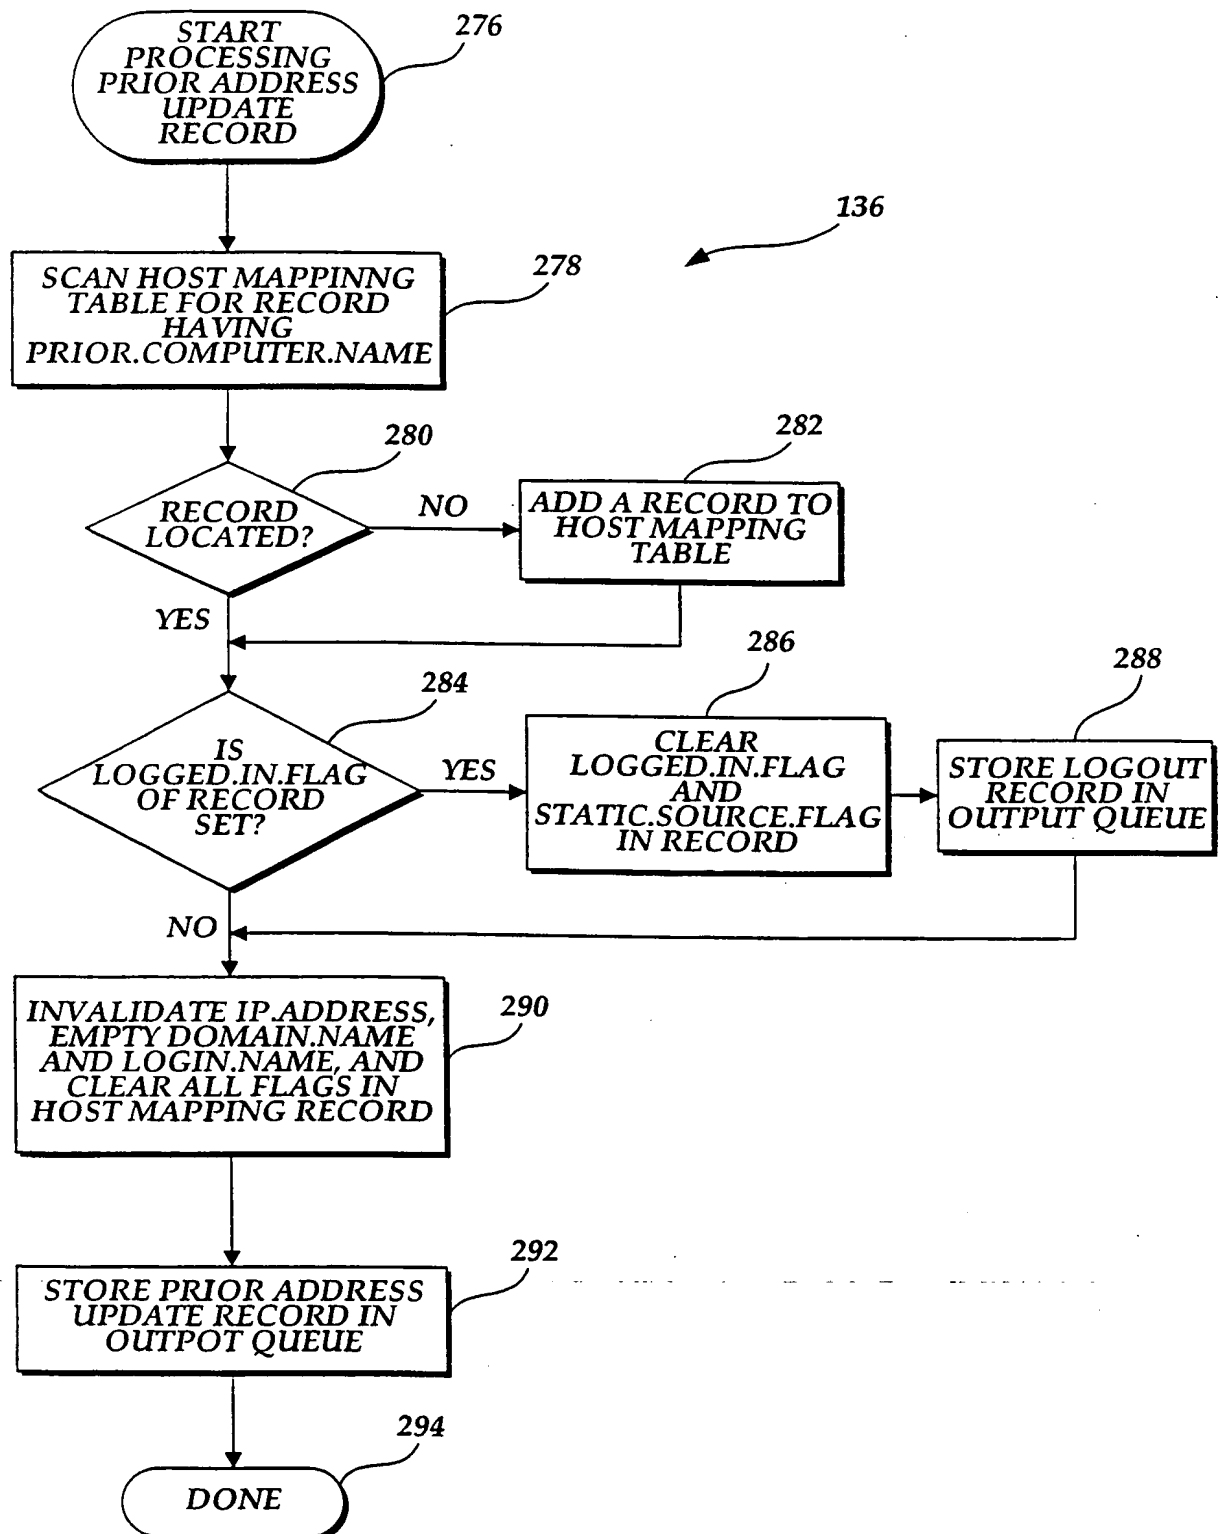 START
PROCESSING
PRIOR ADDRESS
UPDATE
RECORD
276
136
SCAN HOST MAPPINNG
TABLE FOR RECORD
HAVING
PRIOR.COMPUTER.NAME
278
280
RECORD
LOCATED?
NO
282
ADD A RECORD TO
HOST MAPPING
TABLE
YES
284
IS
LOGGED.IN.FLAG
OF RECORD
SET?
YES
286
CLEAR
LOGGED.IN.FLAG
AND
STATIC.SOURCE.FLAG
IN RECORD
288
STORE LOGOUT
RECORD IN
OUTPUT QUEUE
NO
INVALIDATE IP.ADDRESS,
EMPTY DOMAIN.NAME
AND LOGIN.NAME, AND
CLEAR ALL FLAGS IN
HOST MAPPING RECORD
290
STORE PRIOR ADDRESS
UPDATE RECORD IN
OUTPOT QUEUE
292
294
DONE